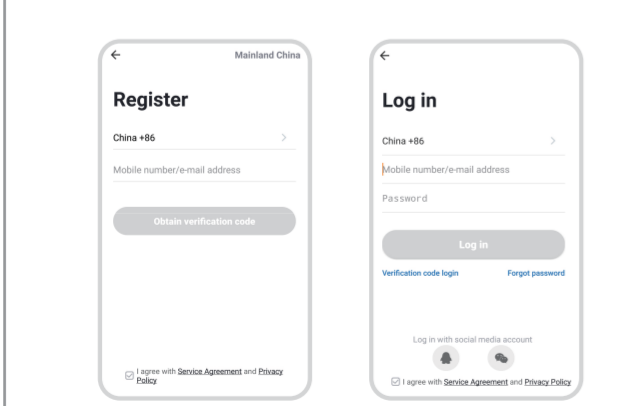 Mainland China
Register
China +86
Mobile number/e-mail address
Obtain verification code
I agree with Service Agreement and Privacy
Policy
Log in
China +86
Mobile number/e-mail address
Password
Log in
Verification code login
Forgot password
Log in with social media account
I agree with Service Agreement and Privacy Policy